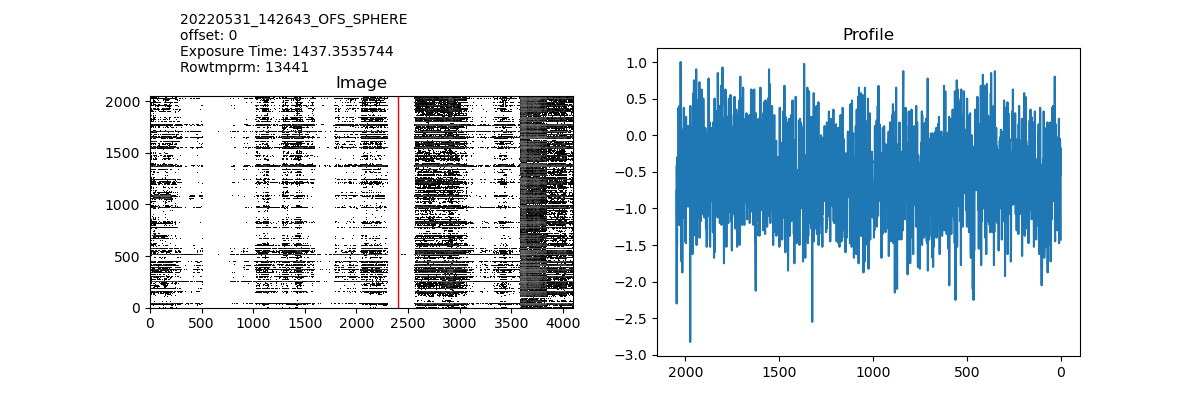 20220531_142643_OFS_SPHERE
offset: 0
Exposure Time: 1437.3535744
Rowtmprm: 13441
Image
2000
1500
1000
500
0
0 500 1000 1500 2000 2500 3000 3500 4000
Profile
1.0
0.5
0.0
−0.5
−1.0
−1.5
−2.0
−2.5
−3.0
2000 1500 1000 500 0